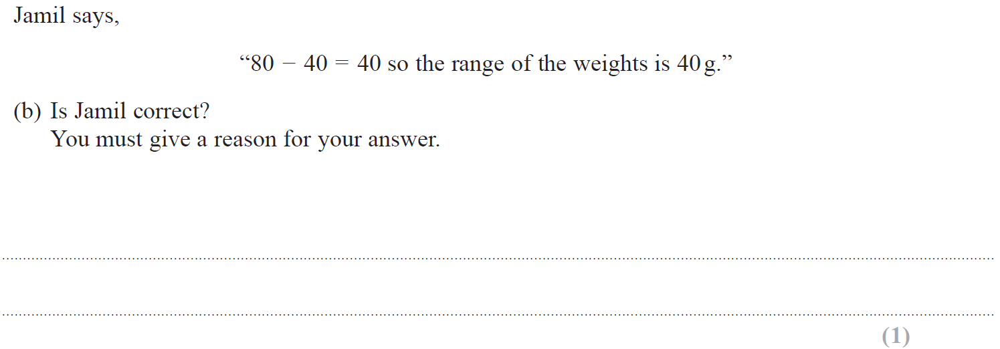 Jamil says,
“80 − 40 = 40 so the range of the weights is 40 g.”
(b) Is Jamil correct?
You must give a reason for your answer.
(1)